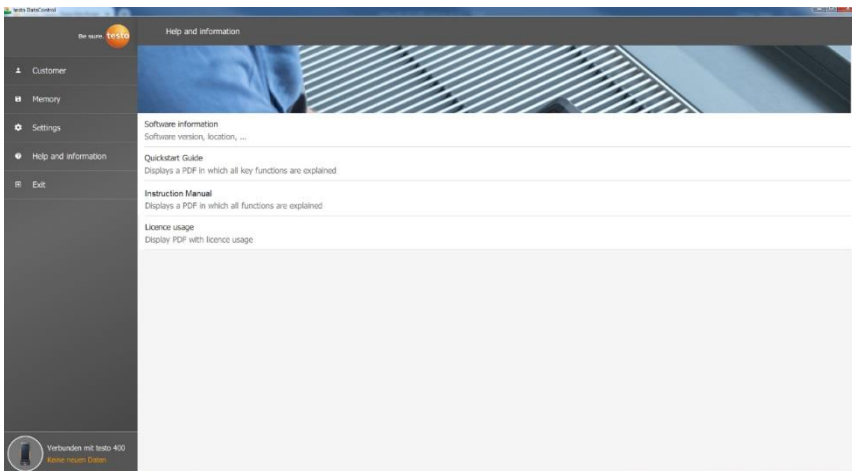 testo DataControl
Be sure. testo
Help and information
Customer
Memory
Settings
Help and information
Exit
Software information
Software version, location, ...
Quickstart Guide
Displays a PDF in which all key functions are explained
Instruction Manual
Displays a PDF in which all functions are explained
Licence usage
Display PDF with licence usage
Verbunden mit testo 400
Keine neuen Daten